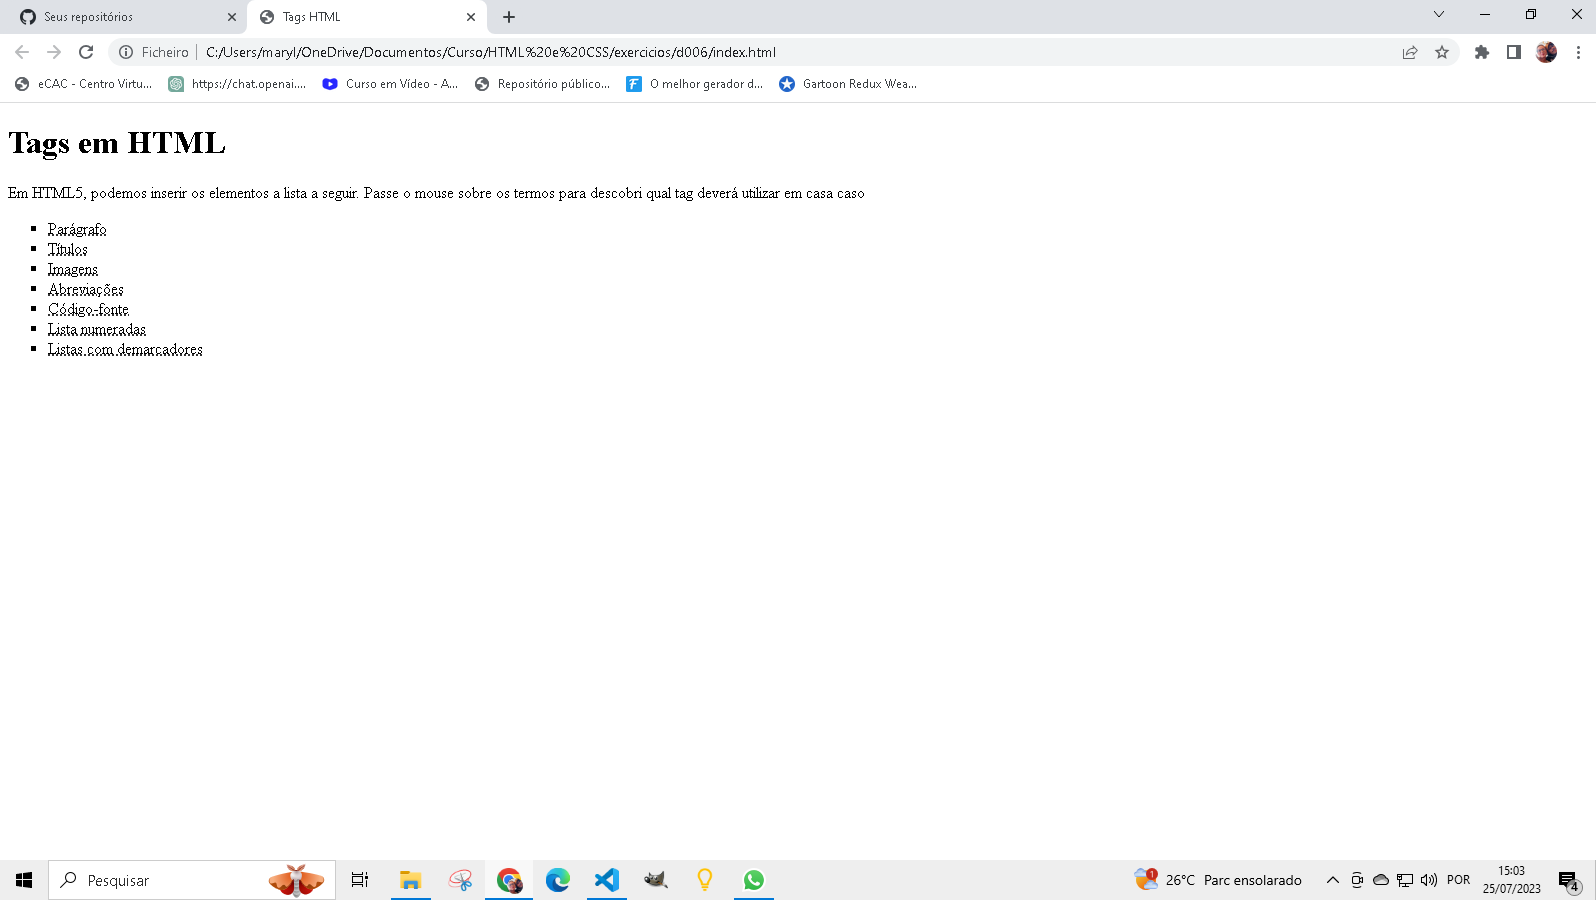 Seus repositórios
Tags HTML
Ficheiro
C:/Users/maryl/OneDrive/Documentos/Curso/HTML%20e%20CSS/exercicios/d006/index.html
eCAC - Centro Virtu...
https://chat.openai....
Curso em Vídeo - A...
Repositório público...
O melhor gerador d...
Gartoon Redux Wea...
Tags em HTML
Em HTML5, podemos inserir os elementos a lista a seguir. Passe o mouse sobre os termos para descobri qual tag deverá utilizar em casa caso
Parágrafo
Títulos
Imagens
Abreviações
Código-fonte
Lista numeradas
Listas com demarcadores
Pesquisar
1
26°C Parc ensolarado
POR
15:03
25/07/2023
4